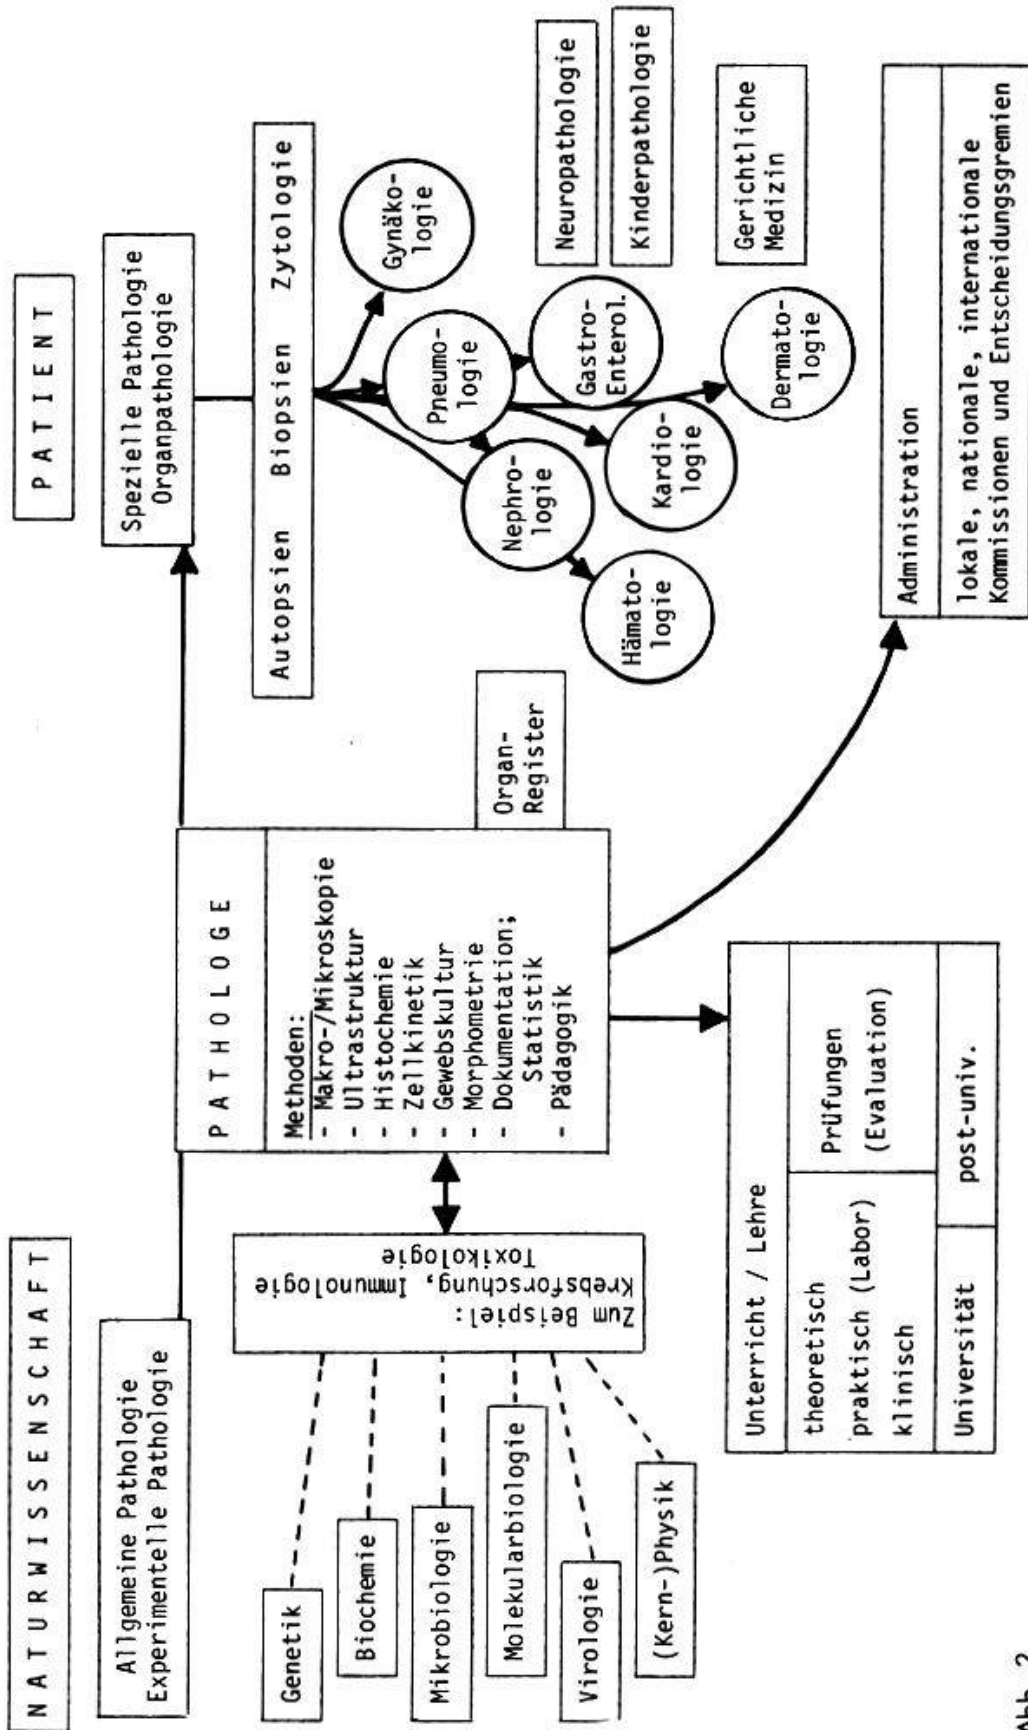 NATURWISSENSCHAFT
Allgemeine Pathologie
Experimentelle Pathologie
Genetik
Biochemie
Mikrobiologie
Molekularbiologie
Virologie
(Kern-)Physik
Zum Beispiel:
Krebsforschung, Immunologie
Toxikologie
PATHOLOGE
Methoden:
- Makro-/Mikroskopie
- Ultrastruktur
- Histochemie
- Zellkinetik
- Gewebskultur
- Morphometrie
- Dokumentation;
Statistik
- Pädagogik
Organ-
Register
PATIENT
Spezielle Pathologie
Organpathologie
Autopsien Biopsien Zytologie
Gynäko-
logie
Pneumo-
logie
Gastro-
Enterol.
Nephro-
logie
Kardio-
logie
Dermato-
logie
Hämato-
logie
Neuropathologie
Kinderpathologie
Gerichtliche
Medizin
Unterricht / Lehre
theoretisch
praktisch (Labor)
klinisch
Prüfungen
(Evaluation)
Universität
post-univ.
Administration
lokale, nationale, internationale
Kommissionen und Entscheidungsgremien
Abb. 2